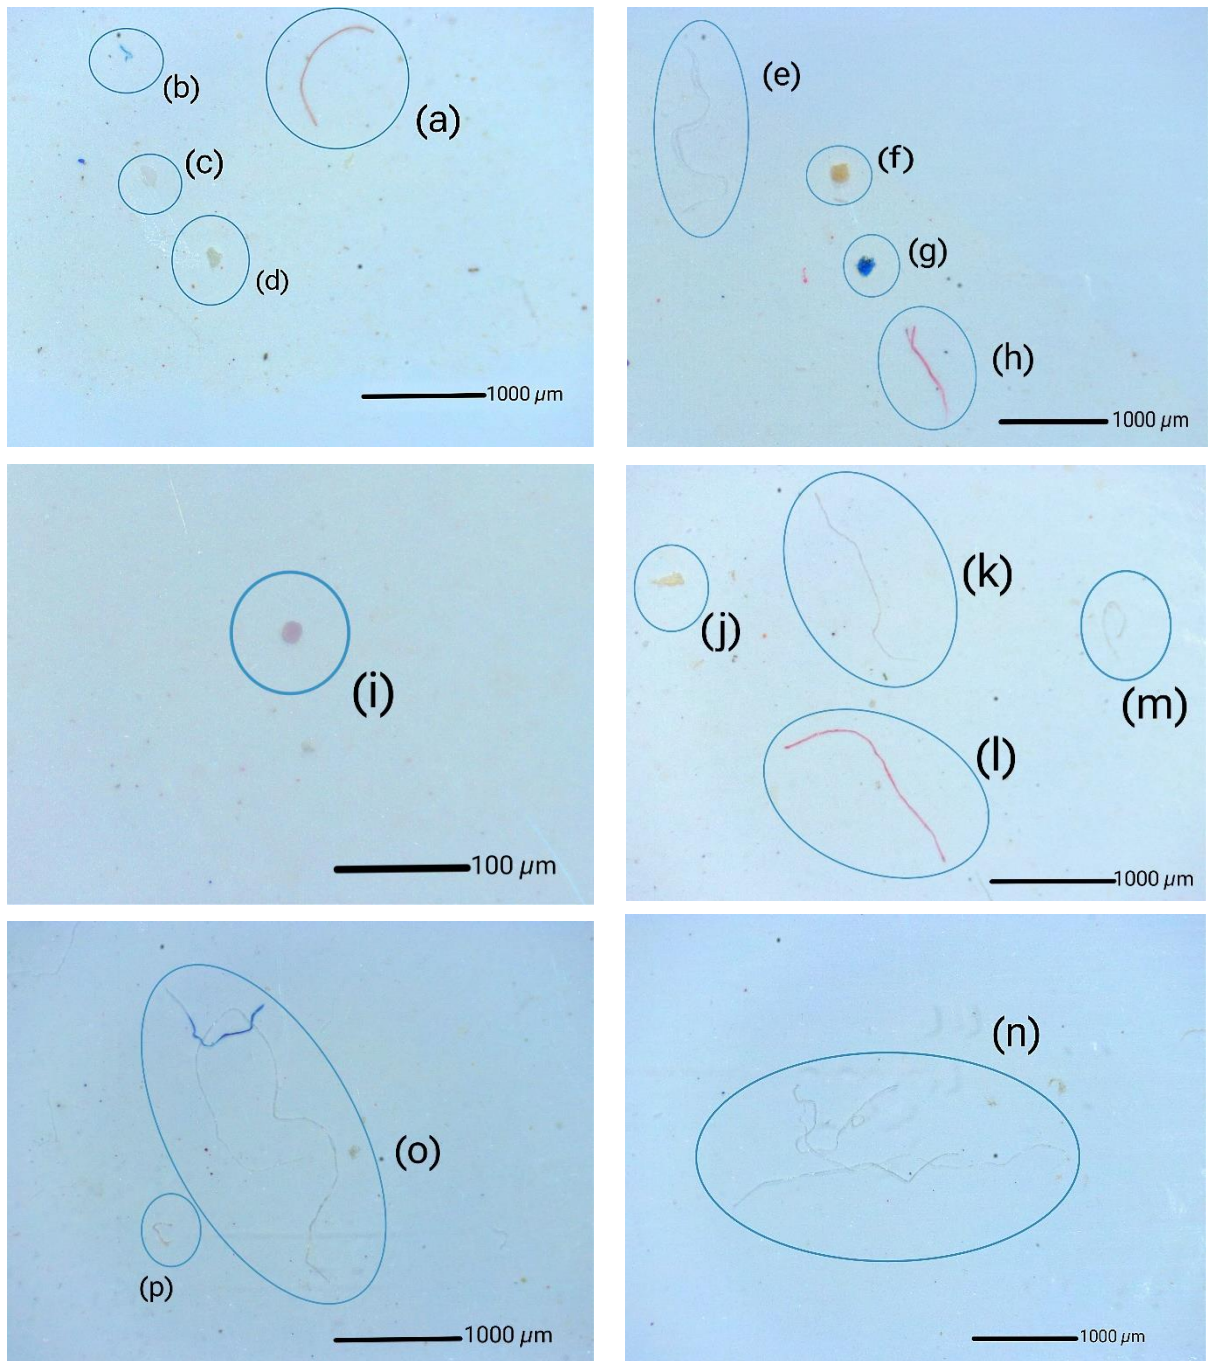 (a)
(b)
(c)
(d)
1000 µm
(e)
(f)
(g)
(h)
1000 µm
(i)
100 µm
(j)
(k)
(l)
(m)
1000 µm
(o)
(p)
1000 µm
(n)
1000 µm